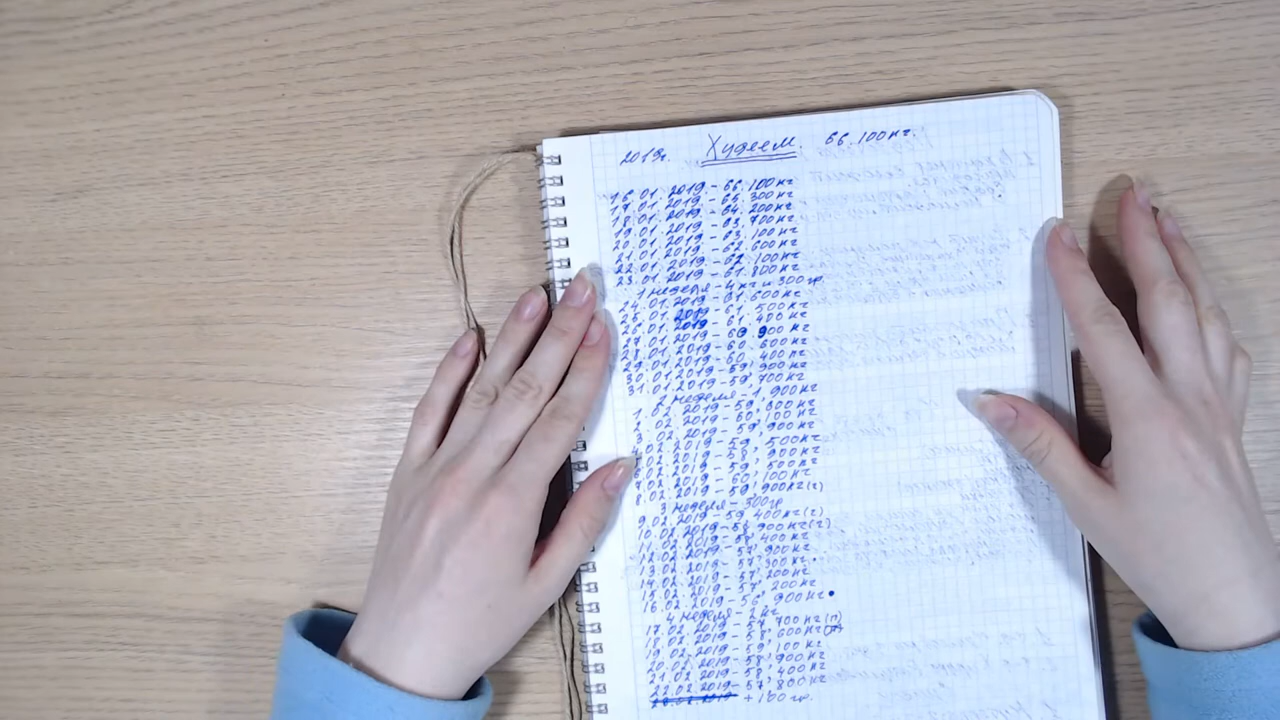 2019г. Худеем. 66.100кг.
16.01.2019 - 66.100кг
17.01.2019 - 65.300кг
18.01.2019 - 64.200кг
19.01.2019 - 63.700кг
20.01.2019 - 63.100кг
21.01.2019 - 62.600кг
22.01.2019 - 62.100кг
23.01.2019 - 61.800кг
1 неделя - 4 кг и 300гр.
24.01.2019 - 61.600кг
25.01.2019 - 61.500кг
26.01.2019 - 61.400кг
27.01.2019 - 60.900кг
28.01.2019 - 60.600кг
29.01.2019 - 60.400кг
30.01.2019 - 59,900кг
31.01.2019 - 59,700кг
2 неделя - 1,900кг
1.02.2019 - 59,800кг
2.02.2019 - 60,100кг
3.02.2019 - 59,900кг
4.02.2019 - 59,500кг
5.02.2019 - 58,900кг
6.02.2019 - 59,500кг
7.02.2019 - 60,100кг
8.02.2019 - 59,900кг(г)
3 неделя - 300гр
9.02.2019 - 59,400кг(г)
10.02.2019 - 58,900кг(г)
11.02.2019 - 58,400кг
12.02.2019 - 57,900кг
13.02.2019 - 57,300кг.
14.02.2019 - 57,200кг
15.02.2019 - 57,200кг
16.02.2019 - 56,900кг.
4 неделя - 2 кг
17.02.2019 - 57,700кг(п)
18.02.2019 - 58,600кг(п)
19.02.2019 - 59,100кг
20.02.2019 - 58,900кг
21.02.2019 - 58,400кг
22.02.2019 - 57,800кг
+100гр.